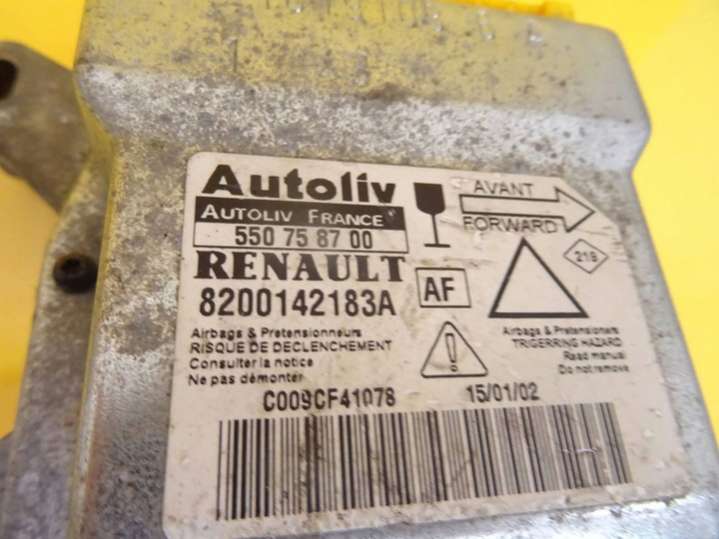 Autoliv
AUTOLIV FRANCE
550 75 87 00
RENAULT
8200142183A
AVANT
FORWARD
AF
218
Airbags & Pretensionneurs
RISQUE DE DECLENCHEMENT
Consulter la notice
Ne pas démonter
Airbags & Pretensioners
TRIGERRING HAZARD
Read manual
Do not remove
C009CF41078
15/01/02